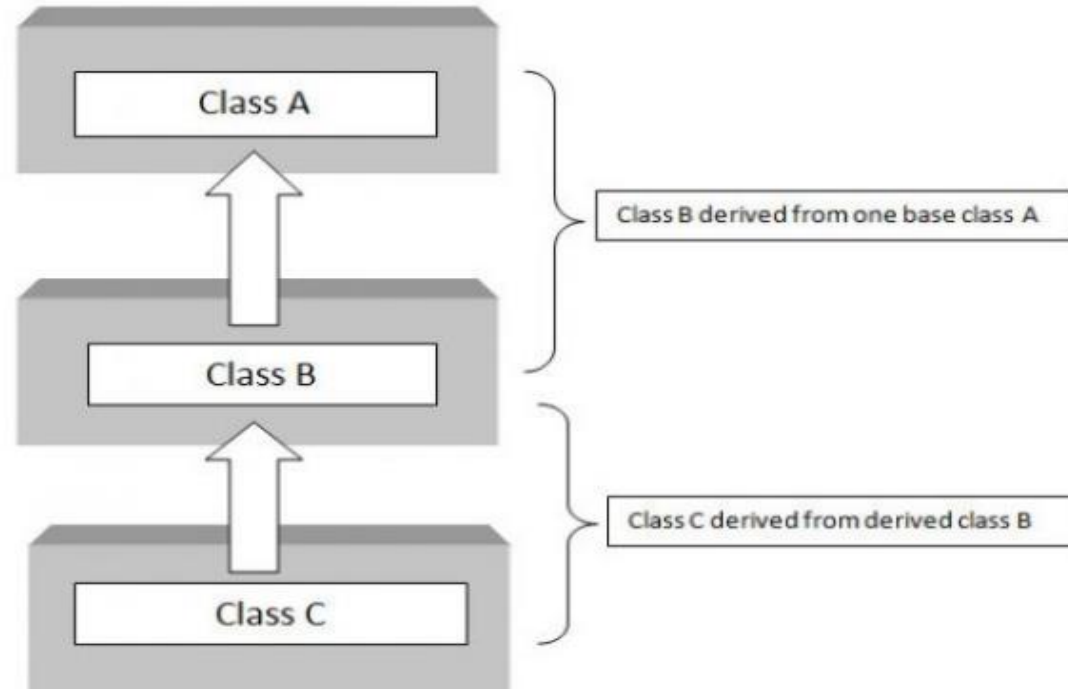 Class A
Class B derived from one base class A
Class B
Class C derived from derived class B
Class C